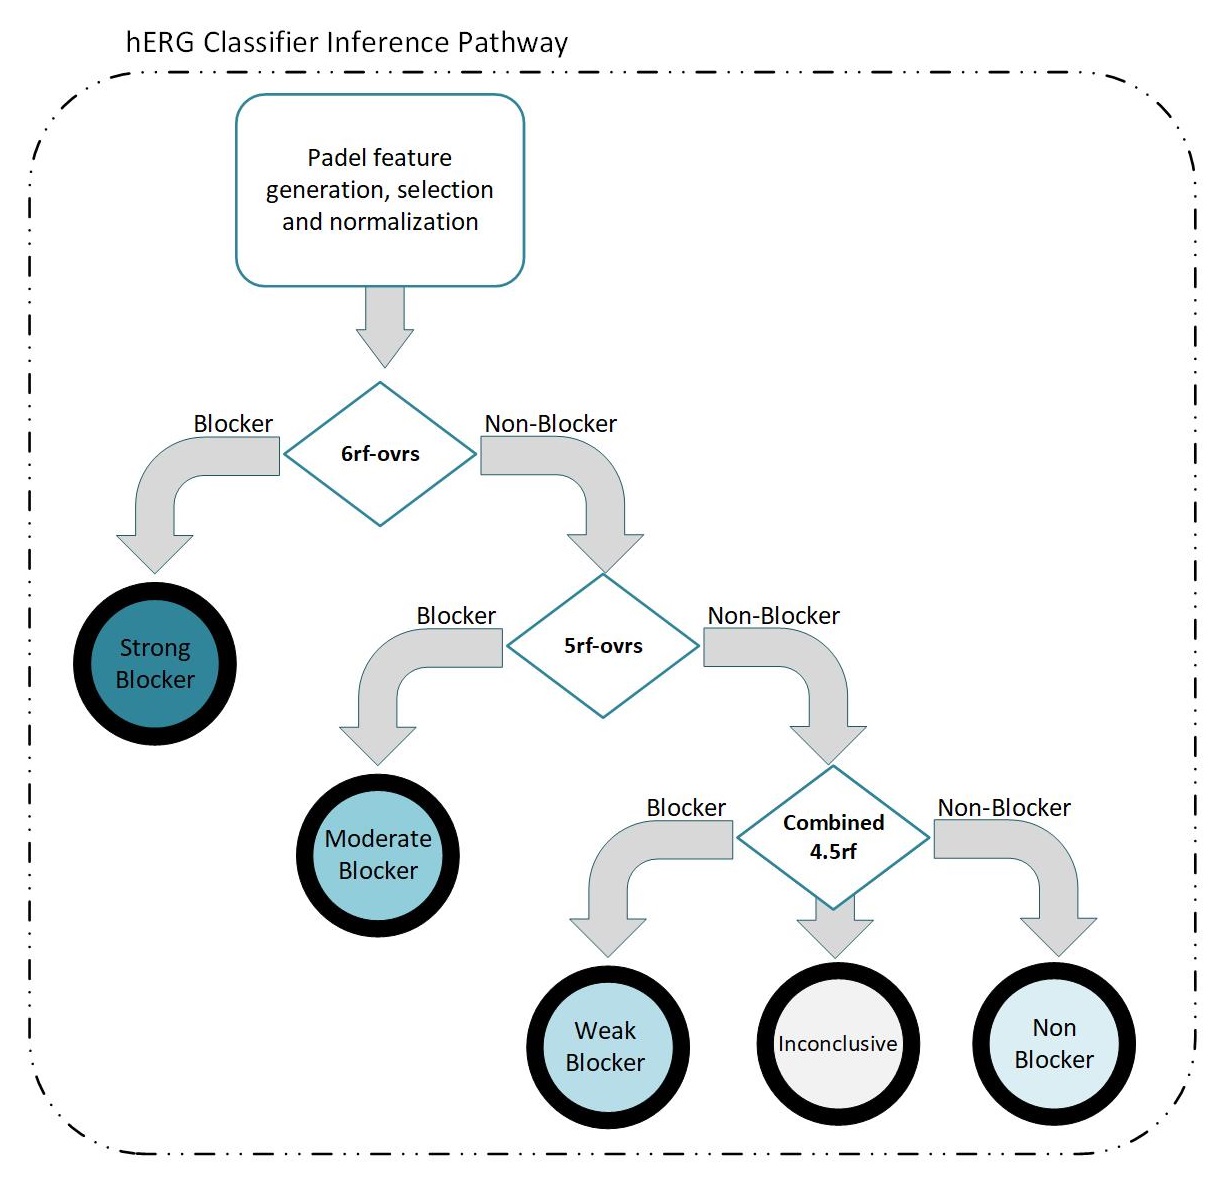 hERG Classifier Inference Pathway
Padel feature
generation, selection
and normalization
Blocker
6rf-ovrs
Non-Blocker
Strong
Blocker
Blocker
5rf-ovrs
Non-Blocker
Moderate
Blocker
Blocker
Combined
4.5rf
Non-Blocker
Weak
Blocker
Inconclusive
Non
Blocker